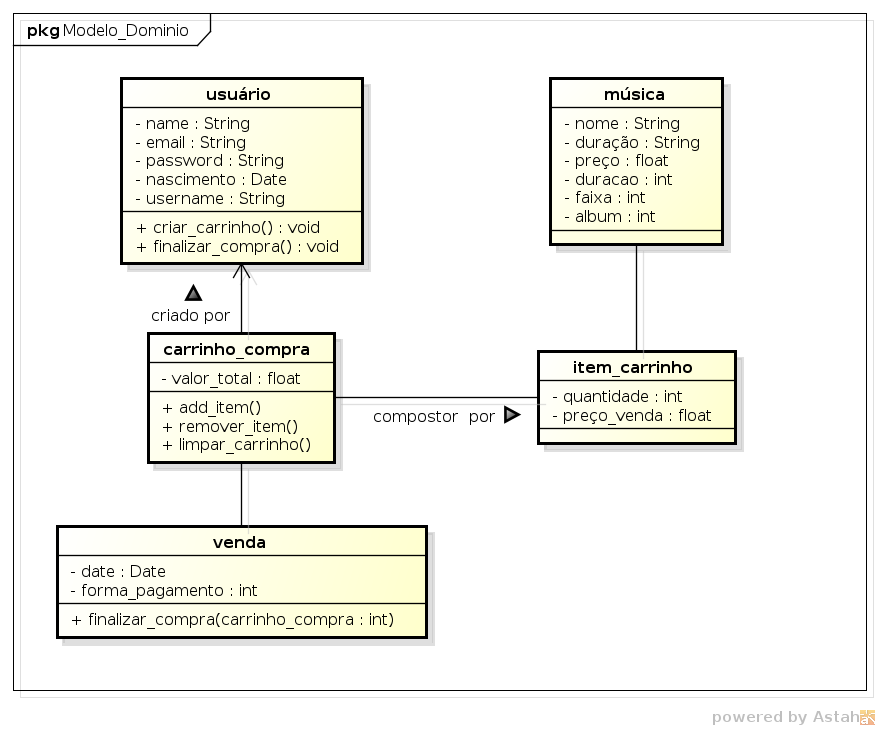 pkg Modelo_Dominio
usuário
- name : String
- email : String
- password : String
- nascimento : Date
- username : String
+ criar_carrinho() : void
+ finalizar_compra() : void
música
- nome : String
- duração : String
- preço : float
- duracao : int
- faixa : int
- album : int
criado por
carrinho_compra
- valor_total : float
+ add_item()
+ remover_item()
+ limpar_carrinho()
compostor  por
item_carrinho
- quantidade : int
- preço_venda : float
venda
- date : Date
- forma_pagamento : int
+ finalizar_compra(carrinho_compra : int)
powered by Astah